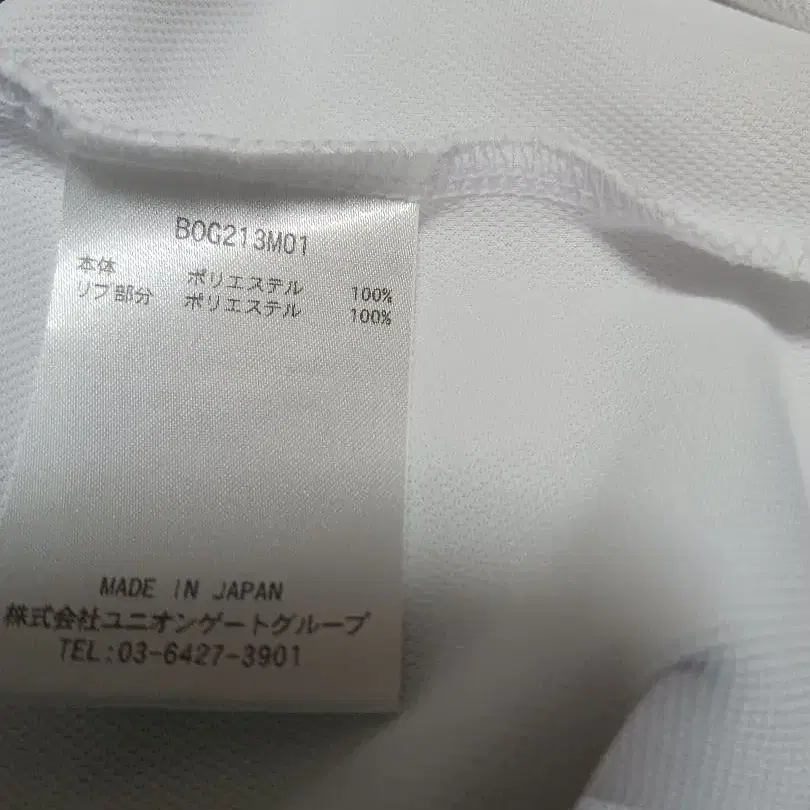 BOG213M01
本体 ポリエステル 100%
リブ部分 ポリエステル 100%
MADE IN JAPAN
株式会社ユニオンゲートグループ
TEL:03-6427-3901